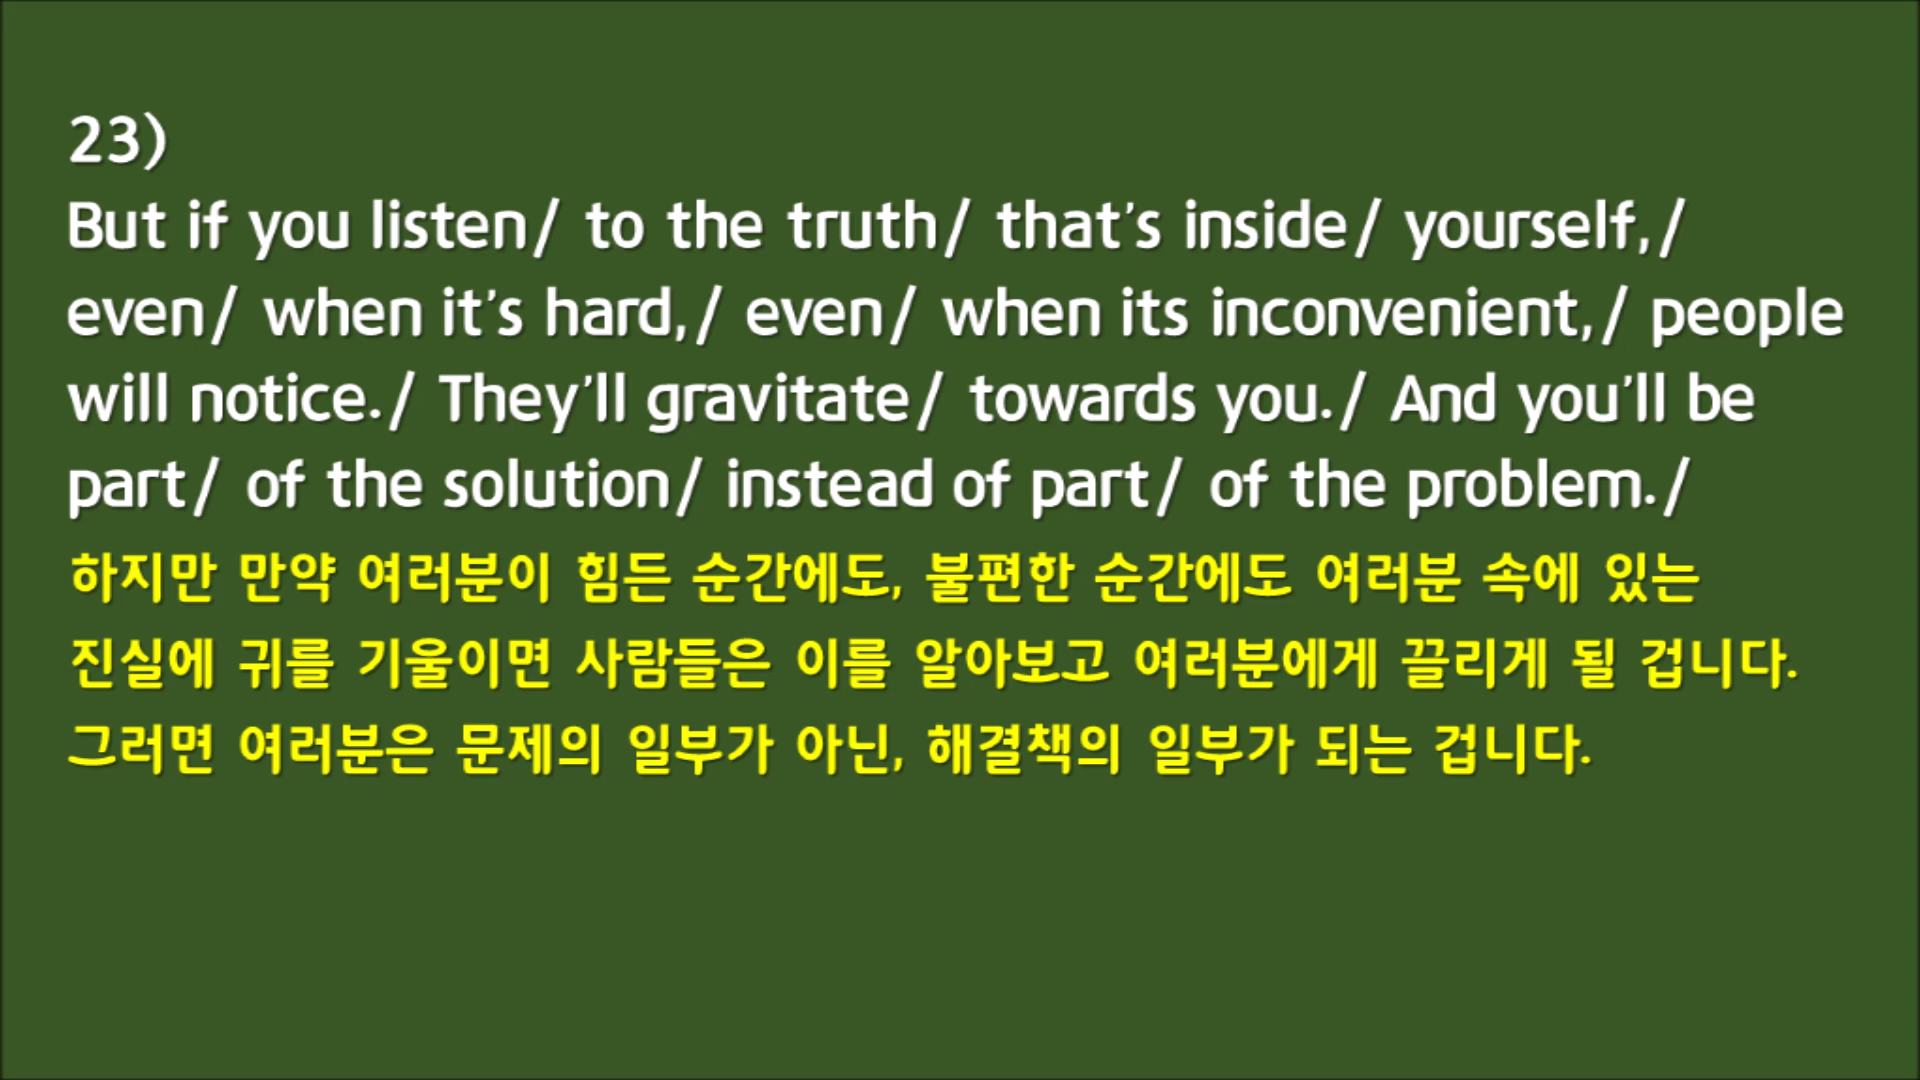 23)
But if you listen/ to the truth/ that’s inside/ yourself,/
even/ when it’s hard,/ even/ when its inconvenient,/ people
will notice./ They’ll gravitate/ towards you./ And you’ll be
part/ of the solution/ instead of part/ of the problem./
하지만 만약 여러분이 힘든 순간에도, 불편한 순간에도 여러분 속에 있는
진실에 귀를 기울이면 사람들은 이를 알아보고 여러분에게 끌리게 될 겁니다.
그러면 여러분은 문제의 일부가 아닌, 해결책의 일부가 되는 겁니다.